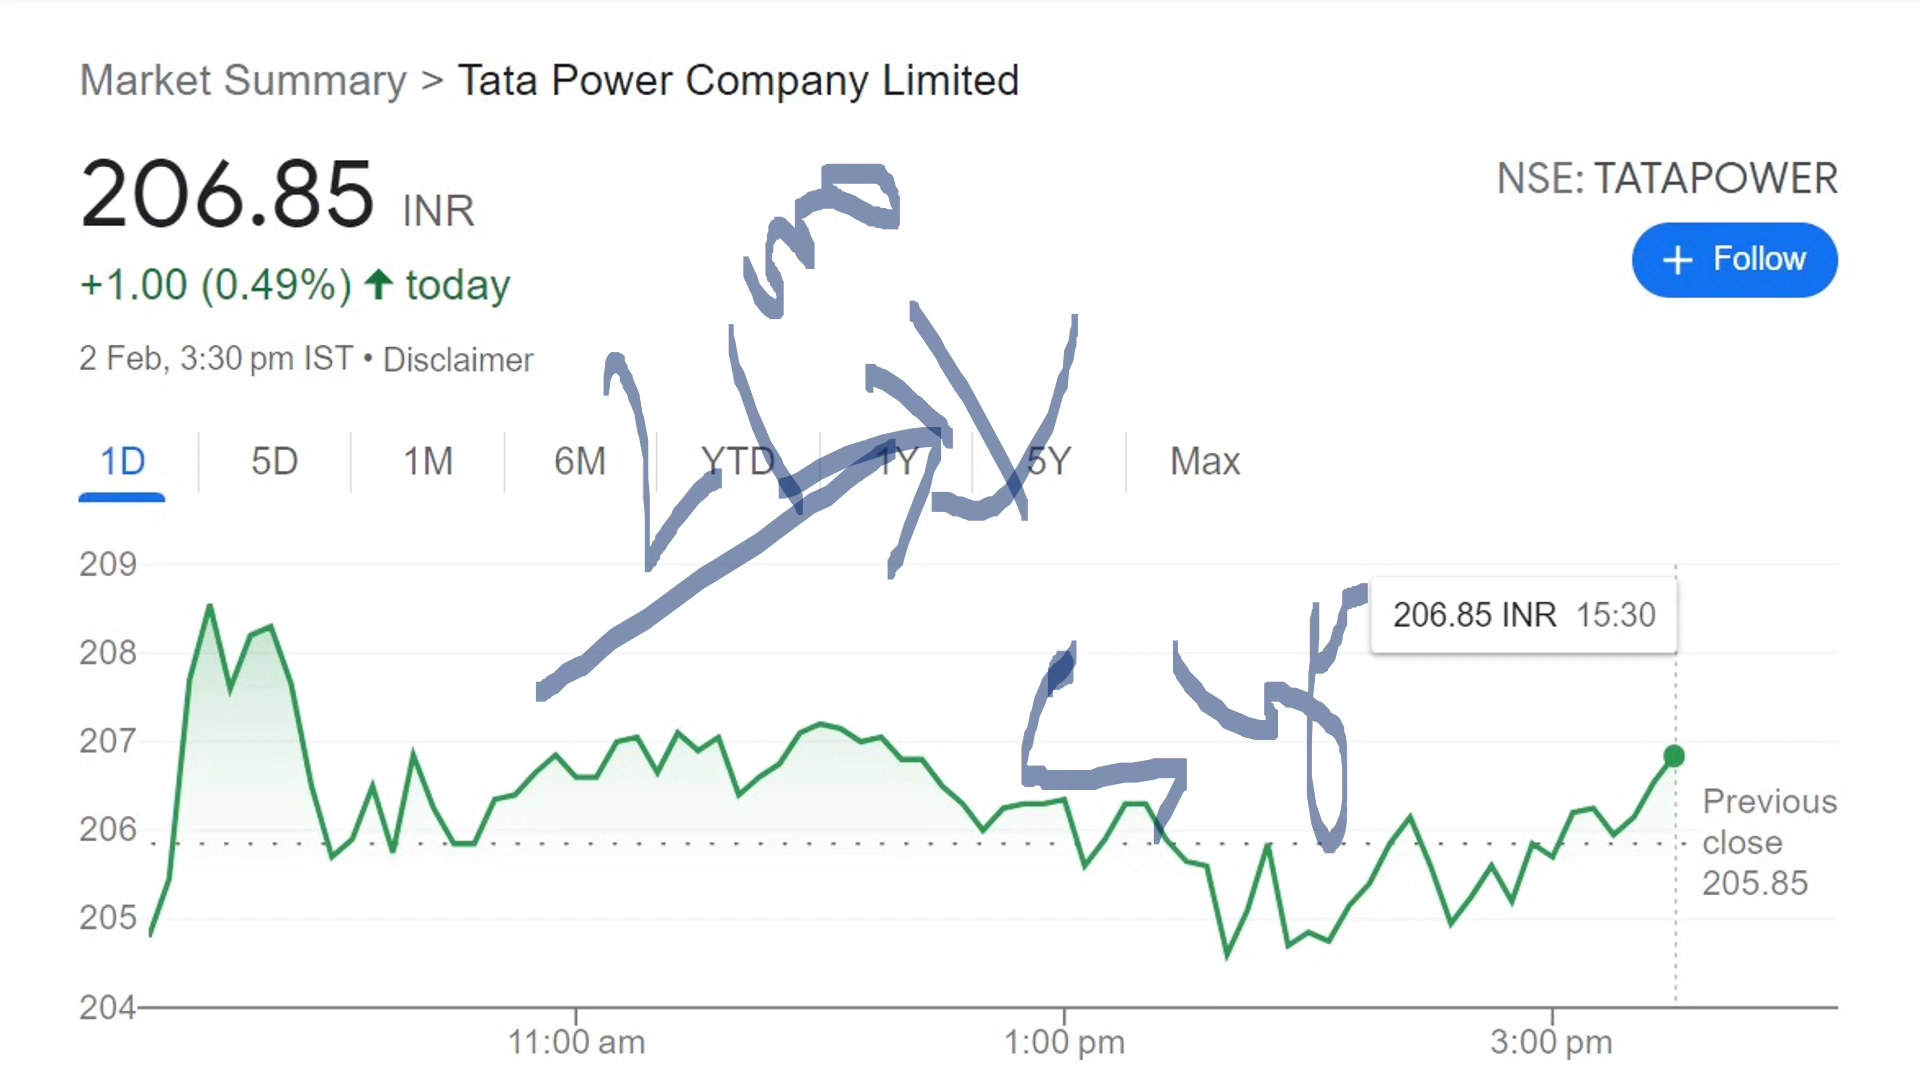 Market Summary > Tata Power Company Limited
206.85 INR
NSE: TATAPOWER
+ Follow
+1.00 (0.49%) ↑ today
2 Feb, 3:30 pm IST • Disclaimer
1D 5D 1M 6M YTD 1Y 5Y Max
209
206.85 INR 15:30
208
207
206
Previous
close
205.85
205
204
11:00 am 1:00 pm 3:00 pm